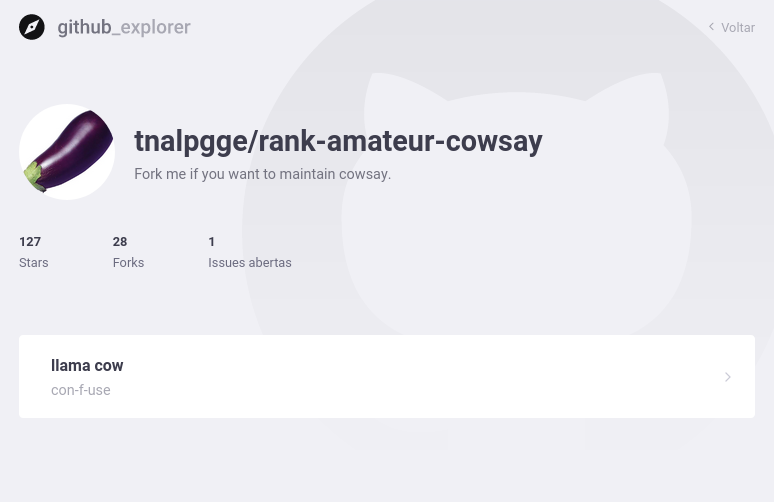 github_explorer
Voltar
tnalpgge/rank-amateur-cowsay
Fork me if you want to maintain cowsay.
127
Stars
28
Forks
1
Issues abertas
llama cow
con-f-use